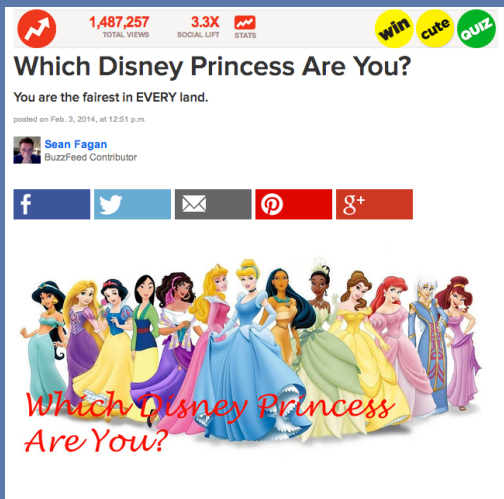 1,487,257 3.3X
TOTAL VIEWS SOCIAL LIFT STATS
win cute QUIZ
Which Disney Princess Are You?
You are the fairest in EVERY land.
posted on Feb. 3, 2014, at 12:51 p.m.
Sean Fagan
BuzzFeed Contributor
f g+
Which Disney Princess
Are You?